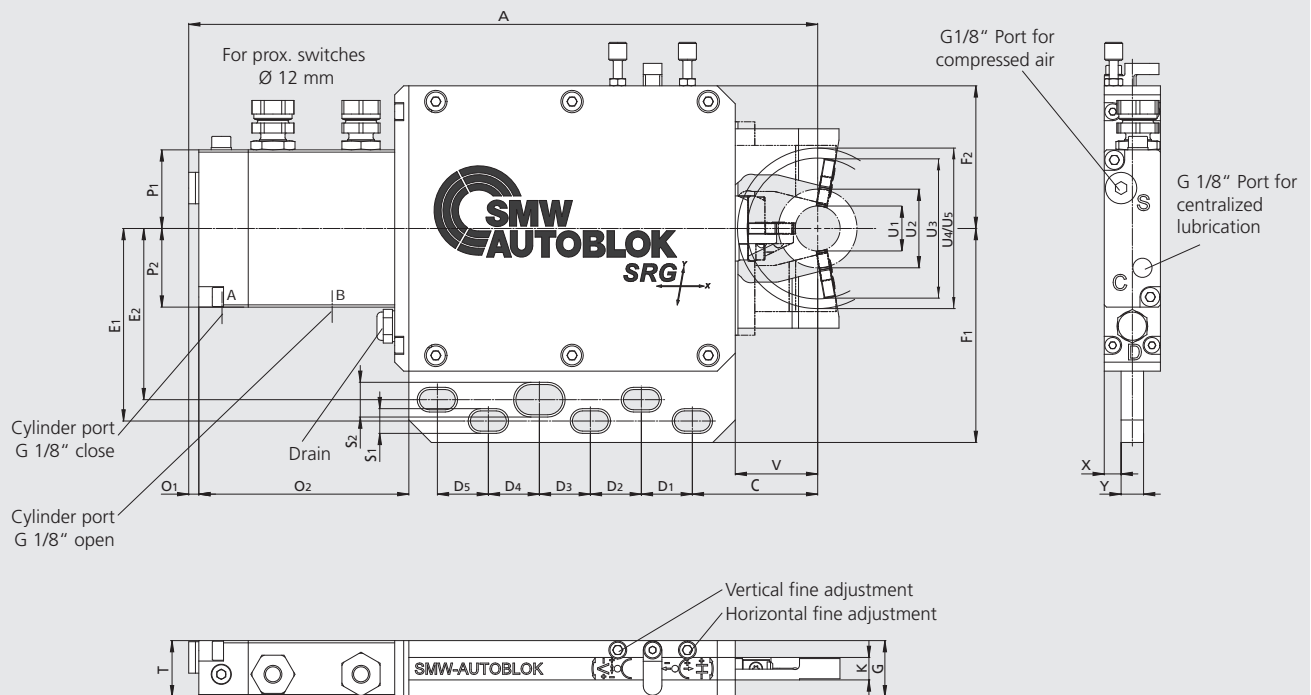 A
For prox. switches
Ø 12 mm
G1/8“ Port for
compressed air
G 1/8“ Port for
centralized
lubrication
P1
P2
E1
E2
SMW
AUTOBLOK
SRG
Y
X
A
B
U1
U2
U3
U4/U5
F2
F1
S
C
D
S2
S1
Cylinder port
G 1/8“ close
Drain
Cylinder port
G 1/8“ open
O1
O2
D5
D4
D3
D2
D1
C
V
X
Y
Vertical fine adjustment
Horizontal fine adjustment
T
SMW-AUTOBLOK
K
G